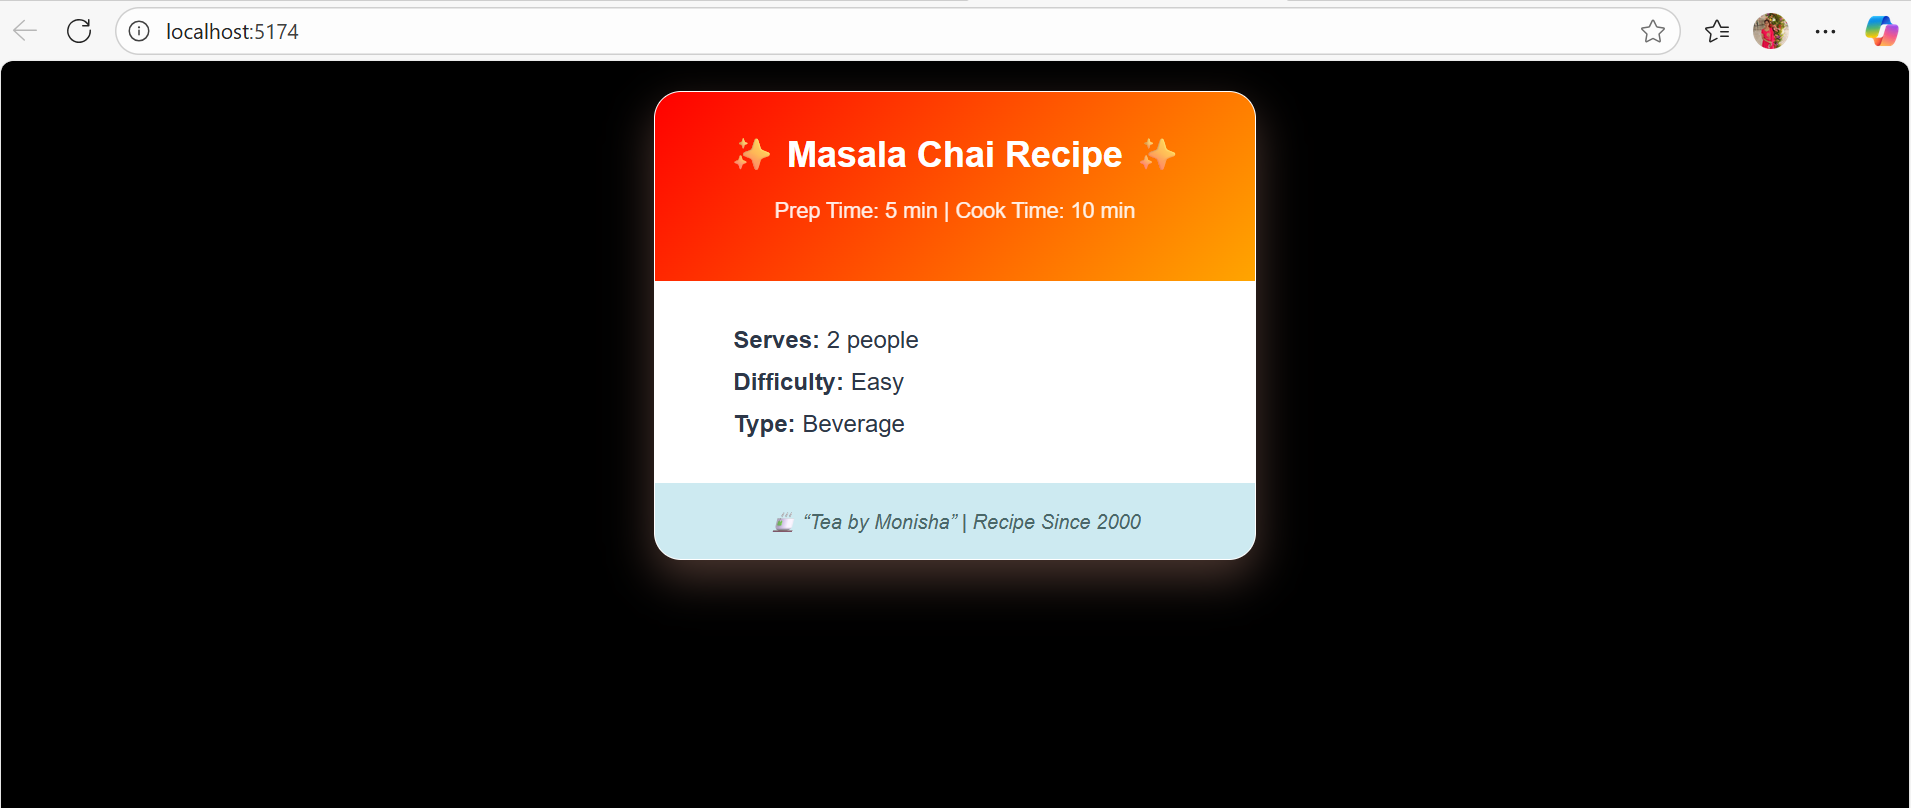 localhost:5174
✨ Masala Chai Recipe ✨
Prep Time: 5 min | Cook Time: 10 min
Serves: 2 people
Difficulty: Easy
Type: Beverage
☕ “Tea by Monisha” | Recipe Since 2000